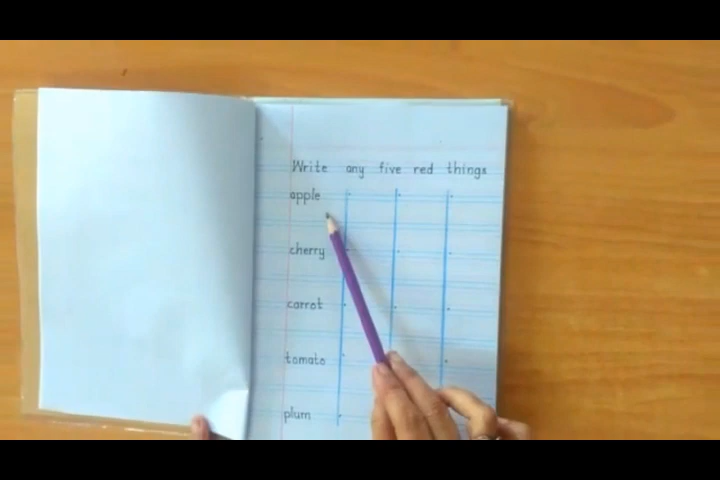 Write any five red things
apple
cherry
carrot
tomato
plum